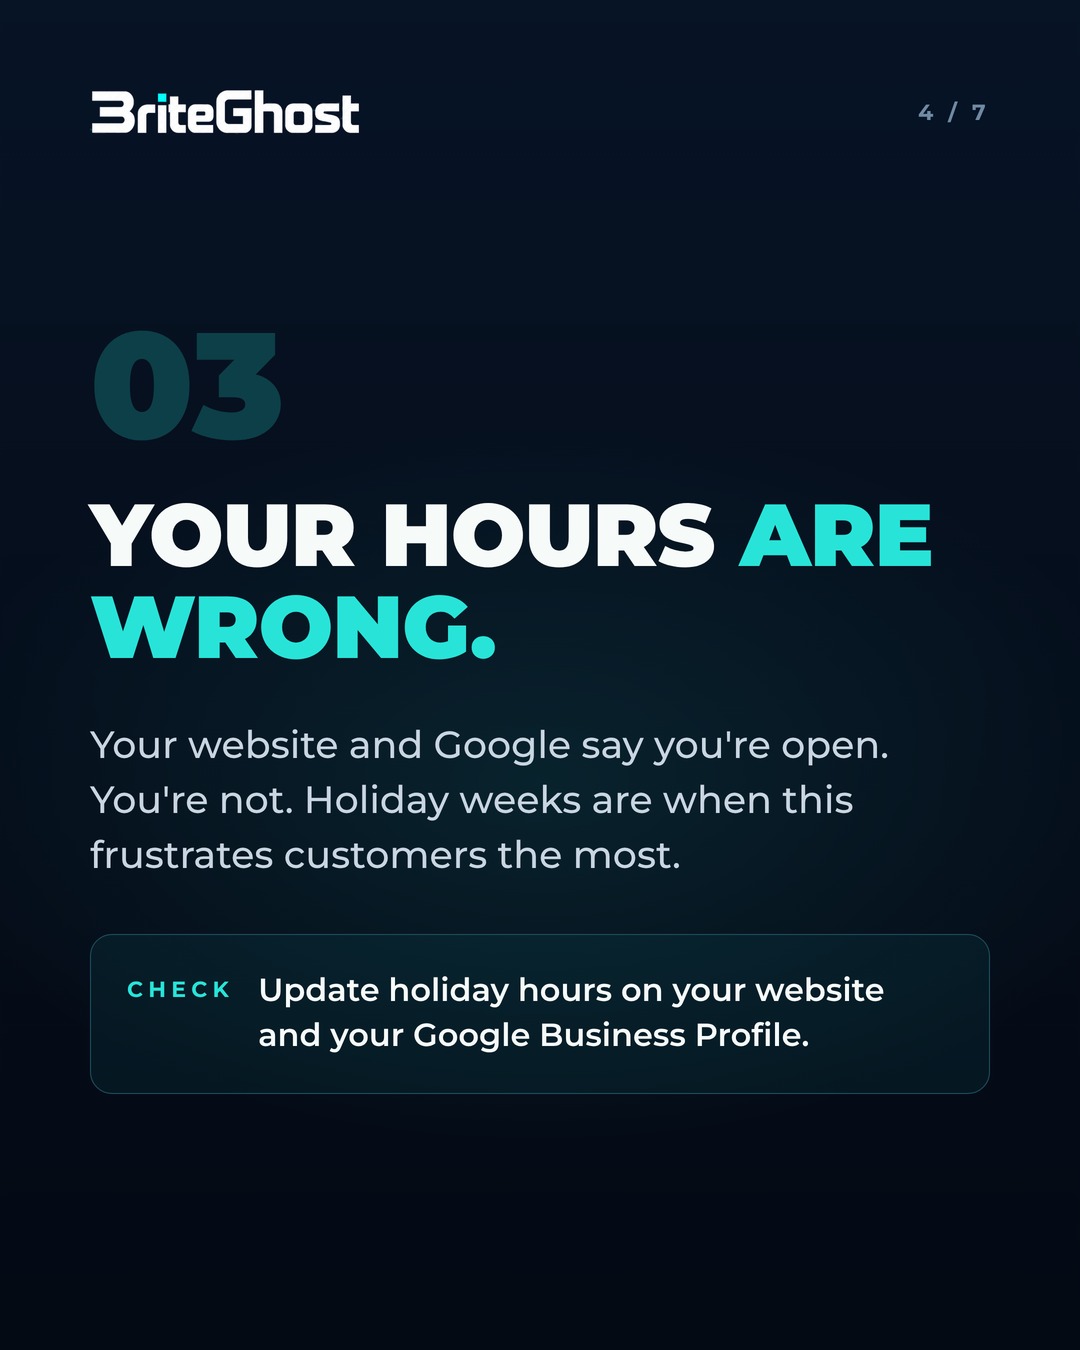 BriteGhost
4 / 7
03
YOUR HOURS ARE
WRONG.
Your website and Google say you're open.
You're not. Holiday weeks are when this
frustrates customers the most.
CHECK Update holiday hours on your website
and your Google Business Profile.